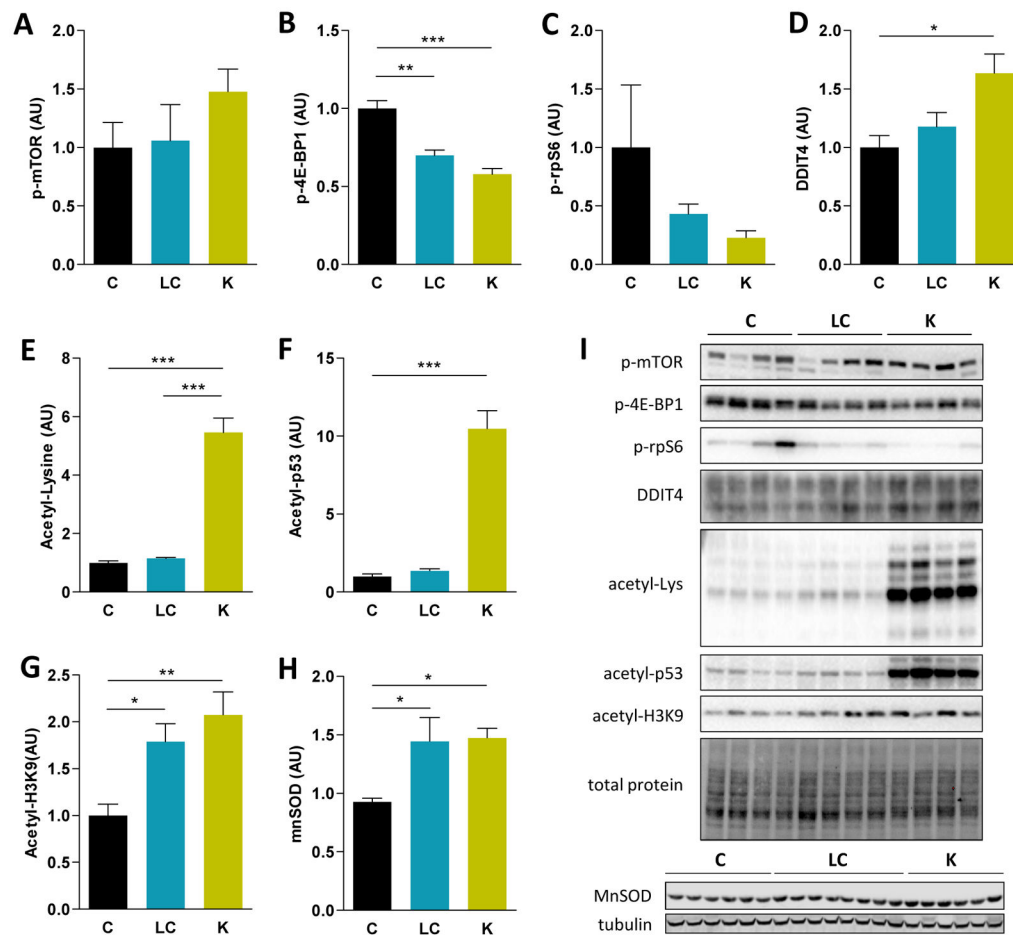 A
p-mTOR (AU)
2.0
1.5
1.0
0.5
0.0
C LC K
B
p-4E-BP1 (AU)
1.5
1.0
0.5
0.0
***
**
C LC K
C
p-rpS6 (AU)
2.0
1.5
1.0
0.5
0.0
C LC K
D
DDIT4 (AU)
2.0
1.5
1.0
0.5
0.0
*
C LC K
E
Acetyl-Lysine (AU)
8
6
4
2
0
***
***
C LC K
F
Acetyl-p53 (AU)
15
10
5
0
***
C LC K
G
Acetyl-H3K9(AU)
2.5
2.0
1.5
1.0
0.5
0.0
**
*
C LC K
H
mnSOD (AU)
2.0
1.5
1.0
0.5
0.0
*
*
C LC K
I
C LC K
p-mTOR
p-4E-BP1
p-rpS6
DDIT4
acetyl-Lys
acetyl-p53
acetyl-H3K9
total protein
C LC K
MnSOD
tubulin